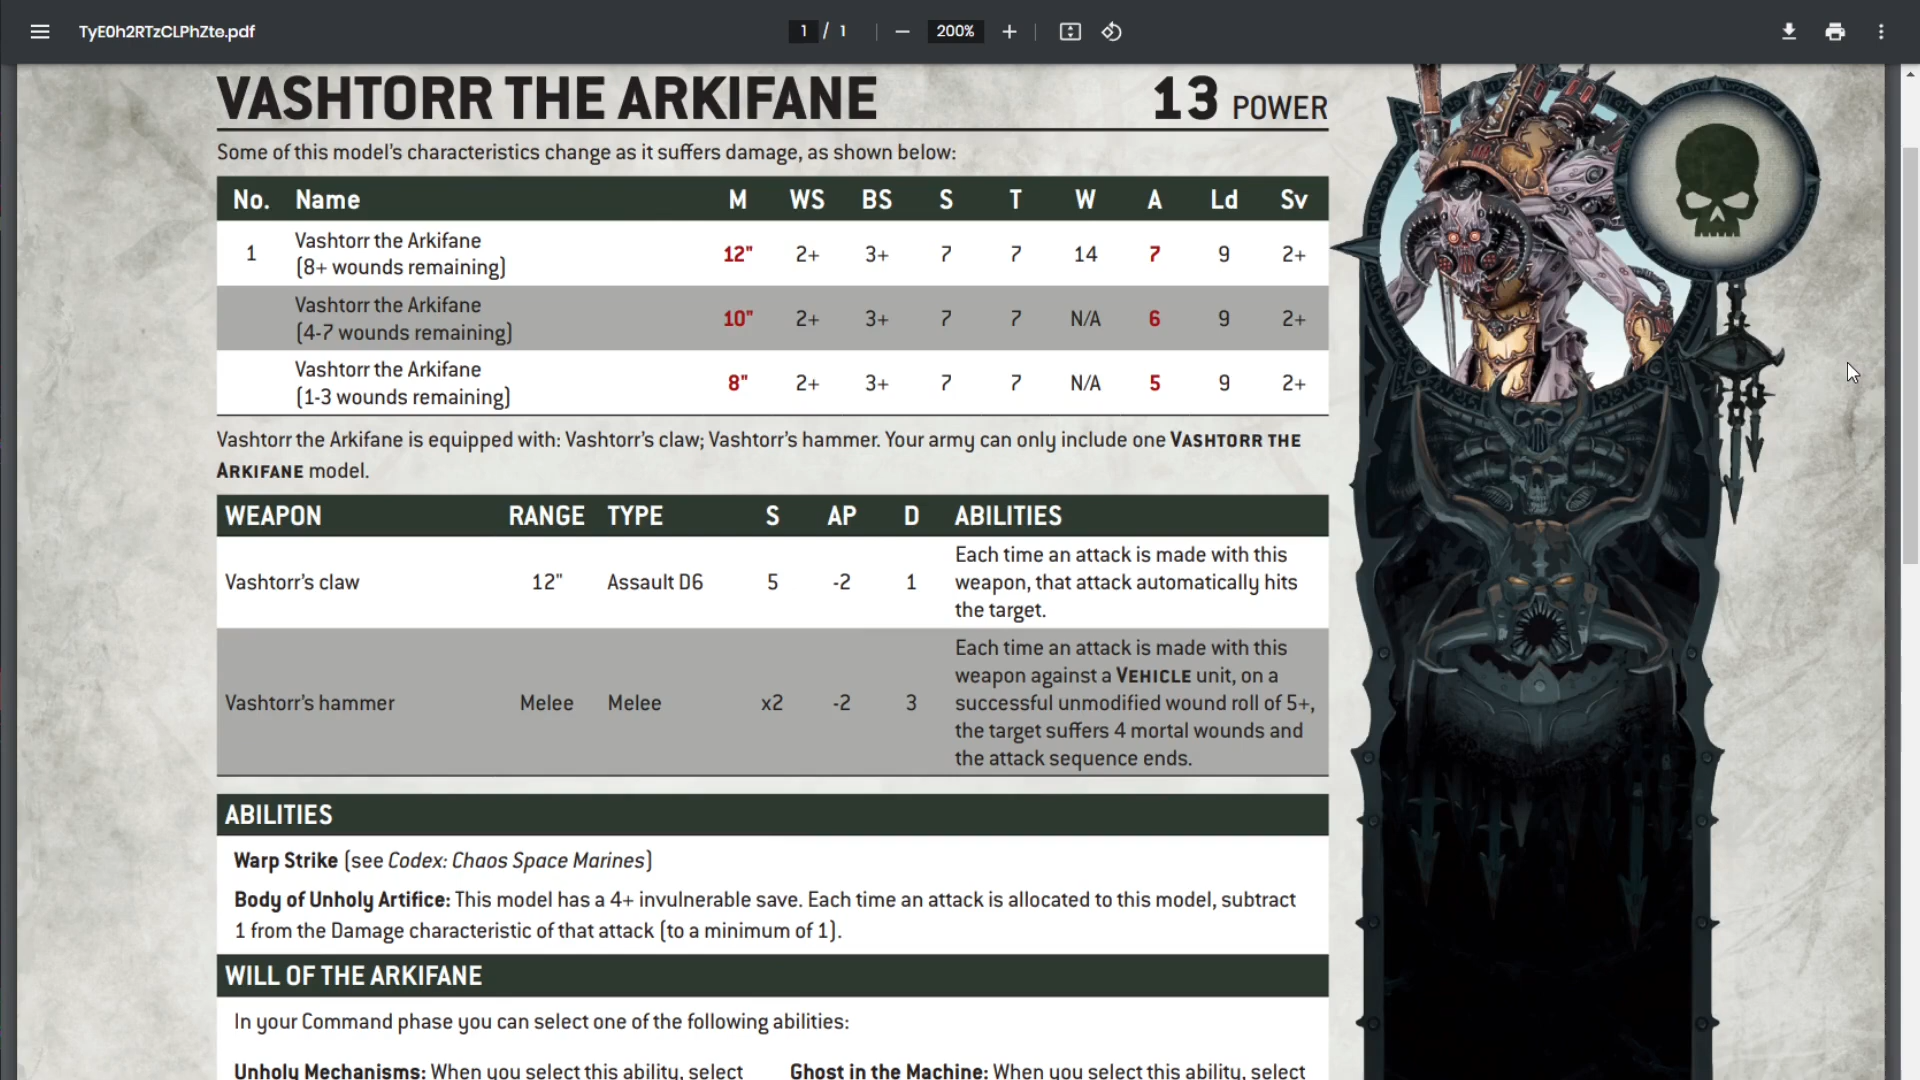 TyE0h2RTzCLPhZte.pdf
1 / 1
200%
VASHTORR THE ARKIFANE 13 POWER
Some of this model's characteristics change as it suffers damage, as shown below:
No. Name M WS BS S T W A Ld Sv
1 Vashtorr the Arkifane (8+ wounds remaining) 12" 2+ 3+ 7 7 14 7 9 2+
Vashtorr the Arkifane (4-7 wounds remaining) 10" 2+ 3+ 7 7 N/A 6 9 2+
Vashtorr the Arkifane (1-3 wounds remaining) 8" 2+ 3+ 7 7 N/A 5 9 2+
Vashtorr the Arkifane is equipped with: Vashtorr's claw; Vashtorr's hammer. Your army can only include one VASHTORR THE
ARKIFANE model.
WEAPON RANGE TYPE S AP D ABILITIES
Vashtorr's claw 12" Assault D6 5 -2 1 Each time an attack is made with this
weapon, that attack automatically hits
the target.
Vashtorr's hammer Melee Melee x2 -2 3 Each time an attack is made with this
weapon against a VEHICLE unit, on a
successful unmodified wound roll of 5+,
the target suffers 4 mortal wounds and
the attack sequence ends.
ABILITIES
Warp Strike (see Codex: Chaos Space Marines)
Body of Unholy Artifice: This model has a 4+ invulnerable save. Each time an attack is allocated to this model, subtract
1 from the Damage characteristic of that attack (to a minimum of 1).
WILL OF THE ARKIFANE
In your Command phase you can select one of the following abilities:
Unholy Mechanisms: When you select this ability, select
Ghost in the Machine: When you select this ability, select